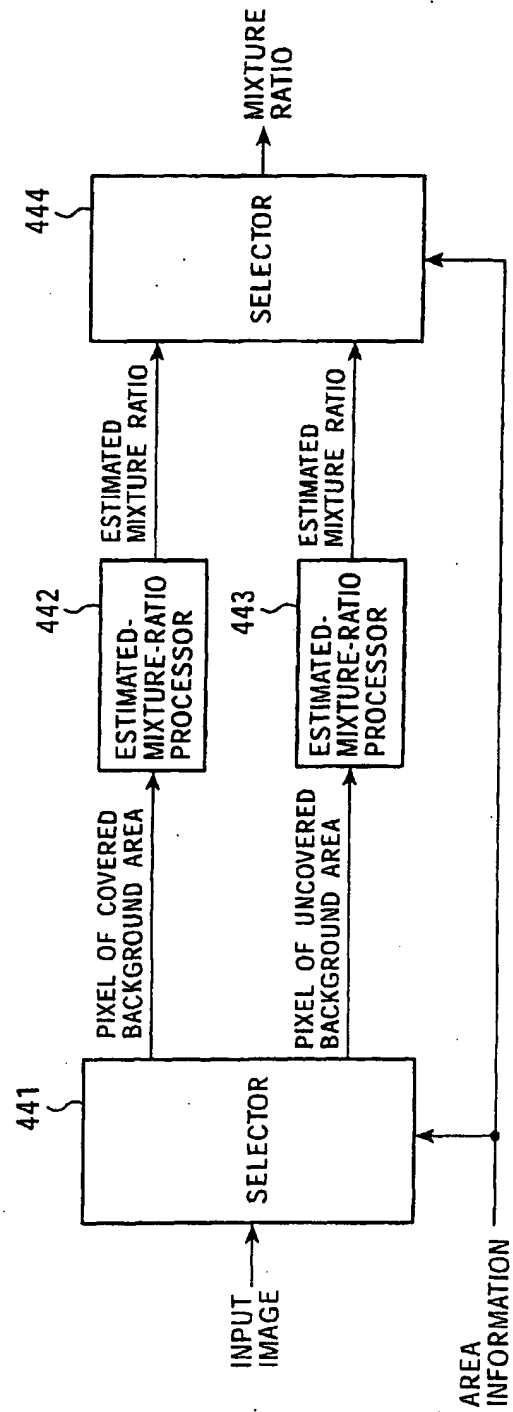 INPUT
IMAGE
AREA
INFORMATION
441
SELECTOR
PIXEL OF COVERED
BACKGROUND AREA
PIXEL OF UNCOVERED
BACKGROUND AREA
442
ESTIMATED-
MIXTURE-RATIO
PROCESSOR
443
ESTIMATED-
MIXTURE-RATIO
PROCESSOR
ESTIMATED
MIXTURE RATIO
ESTIMATED
MIXTURE RATIO
444
SELECTOR
MIXTURE
RATIO